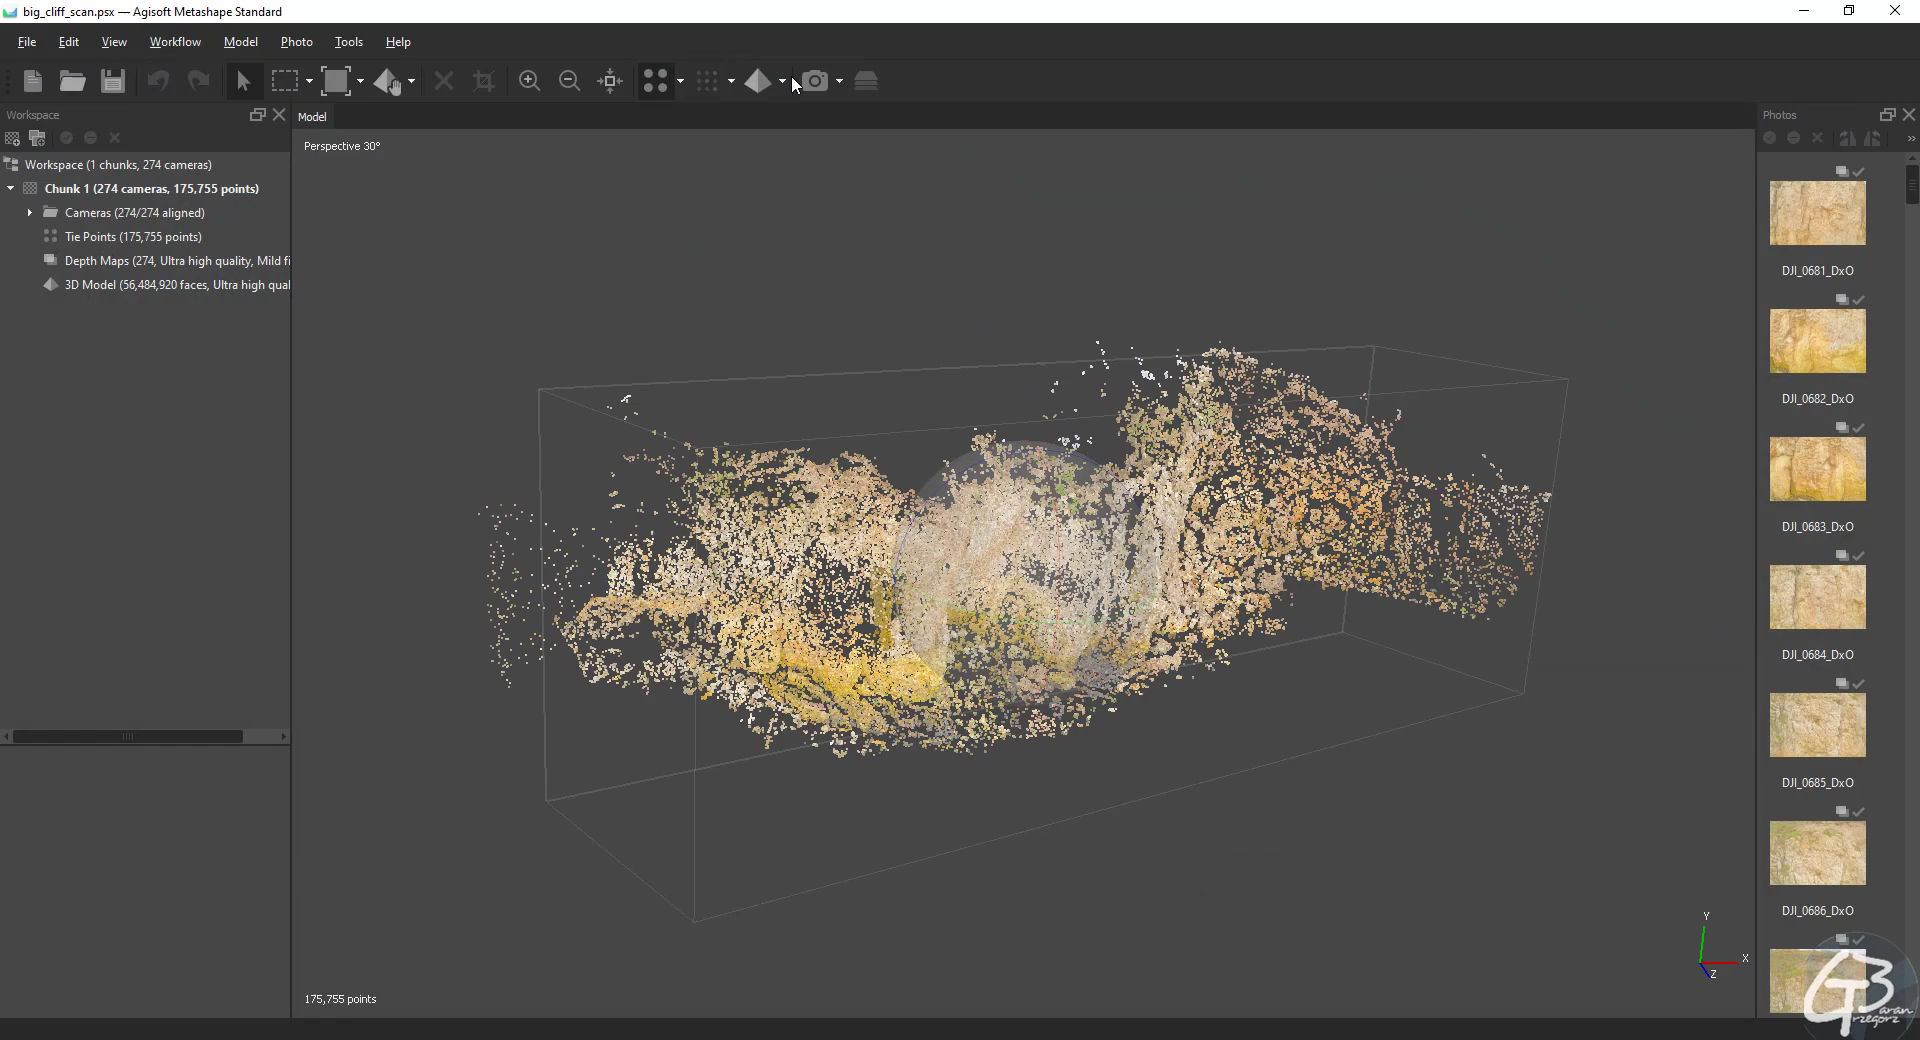 big_cliff_scan.psx — Agisoft Metashape Standard
File Edit View Workflow Model Photo Tools Help
Workspace
Model
Photos
Perspective 30°
Workspace (1 chunks, 274 cameras)
Chunk 1 (274 cameras, 175,755 points)
Cameras (274/274 aligned)
Tie Points (175,755 points)
Depth Maps (274, Ultra high quality, Mild fi
3D Model (56,484,920 faces, Ultra high qual
DJI_0681_DxO
DJI_0682_DxO
DJI_0683_DxO
DJI_0684_DxO
DJI_0685_DxO
DJI_0686_DxO
Y
X
Z
175,755 points
GB
aran
rzegorz